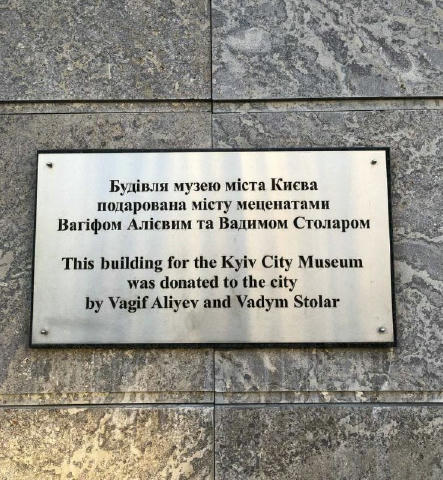 Будівля музею міста Києва
подарована місту меценатами
Вагіфом Алієвим та Вадимом Столаром
This building for the Kyiv City Museum
was donated to the city
by Vagif Aliyev and Vadym Stolar